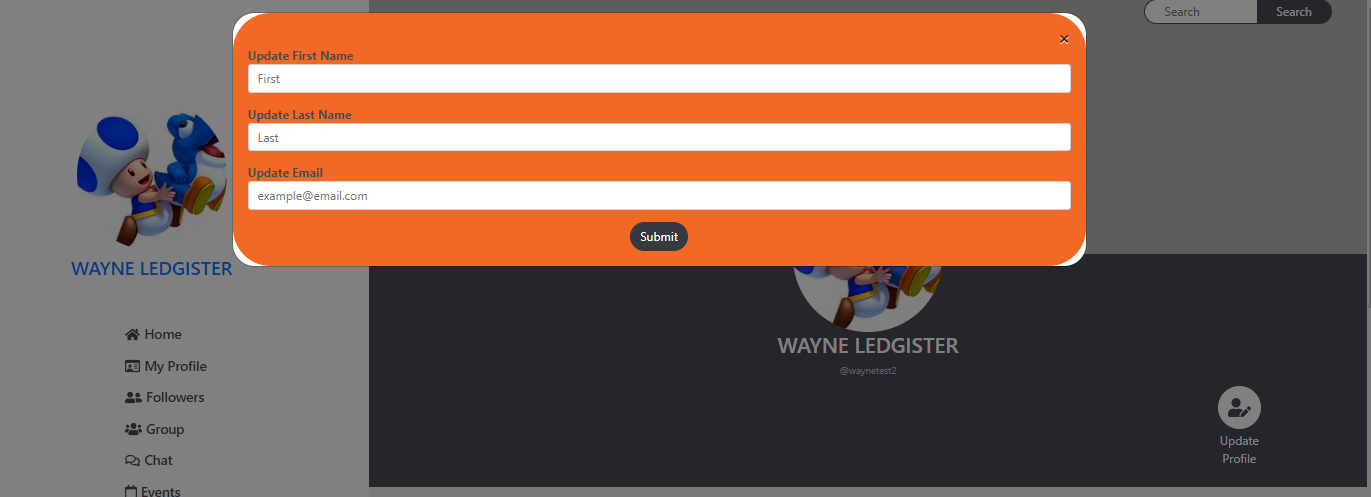 Search Search
×
Update First Name
First
Update Last Name
Last
Update Email
example@email.com
Submit
WAYNE LEDGISTER
Home
My Profile
Followers
Group
Chat
Events
WAYNE LEDGISTER
@waynetest2
Update
Profile